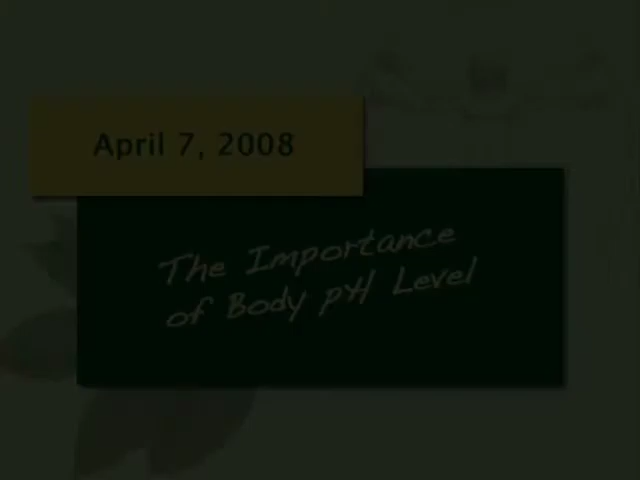 April 7, 2008
The Importance
of Body pH Level